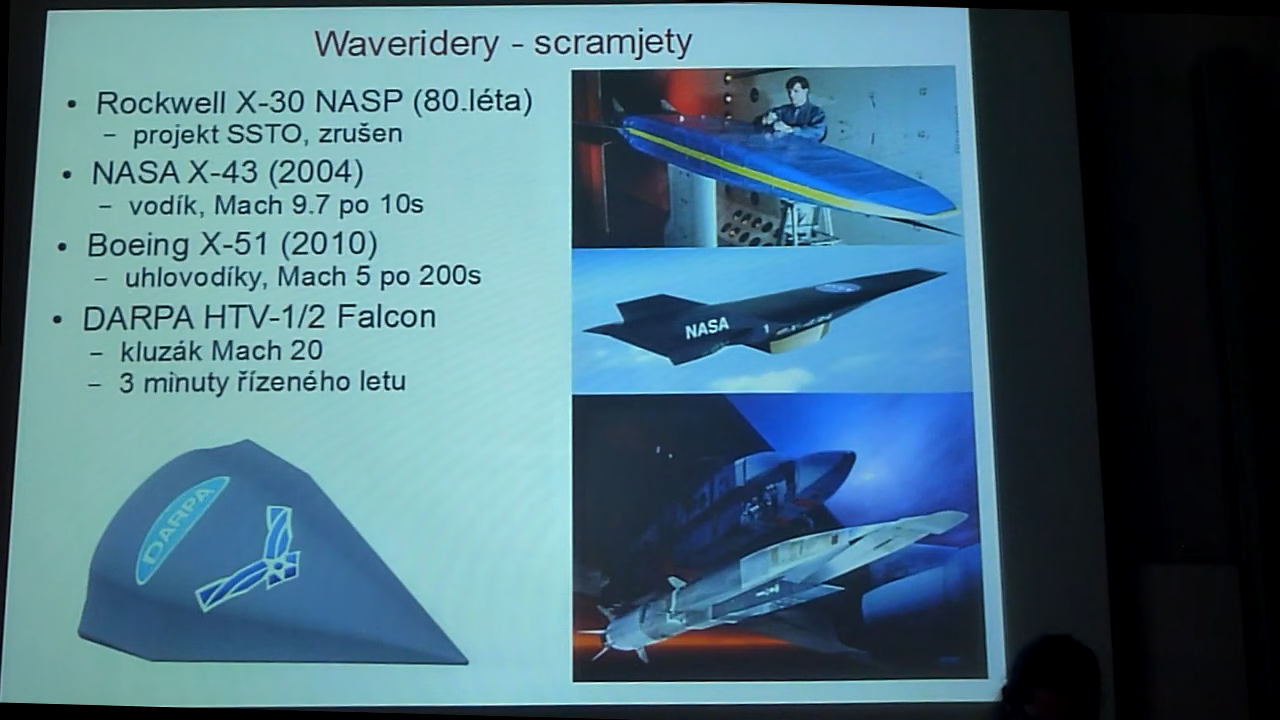 Waveridery - scramjety
• Rockwell X-30 NASP (80.léta)
– projekt SSTO, zrušen
• NASA X-43 (2004)
– vodík, Mach 9.7 po 10s
• Boeing X-51 (2010)
– uhlovodíky, Mach 5 po 200s
• DARPA HTV-1/2 Falcon
– kluzák Mach 20
– 3 minuty řízeného letu
NASA
DARPA